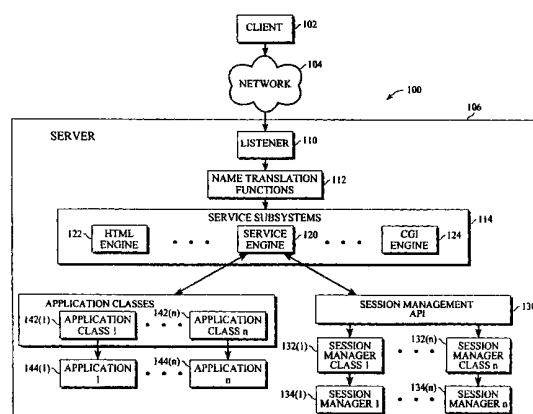 CLIENT
102
104
NETWORK
100
106
SERVER
LISTENER
110
NAME TRANSLATION
FUNCTIONS
112
SERVICE SUBSYSTEMS
114
122
HTML
ENGINE
SERVICE
ENGINE
120
CGI
ENGINE
124
APPLICATION CLASSES
142(1)
APPLICATION
CLASS 1
142(n)
APPLICATION
CLASS n
144(1)
APPLICATION
1
144(n)
APPLICATION
n
SESSION MANAGEMENT
API
132(1)
SESSION
MANAGER
CLASS 1
132(n)
SESSION
MANAGER
CLASS n
134(1)
SESSION
MANAGER 1
134(n)
SESSION
MANAGER n